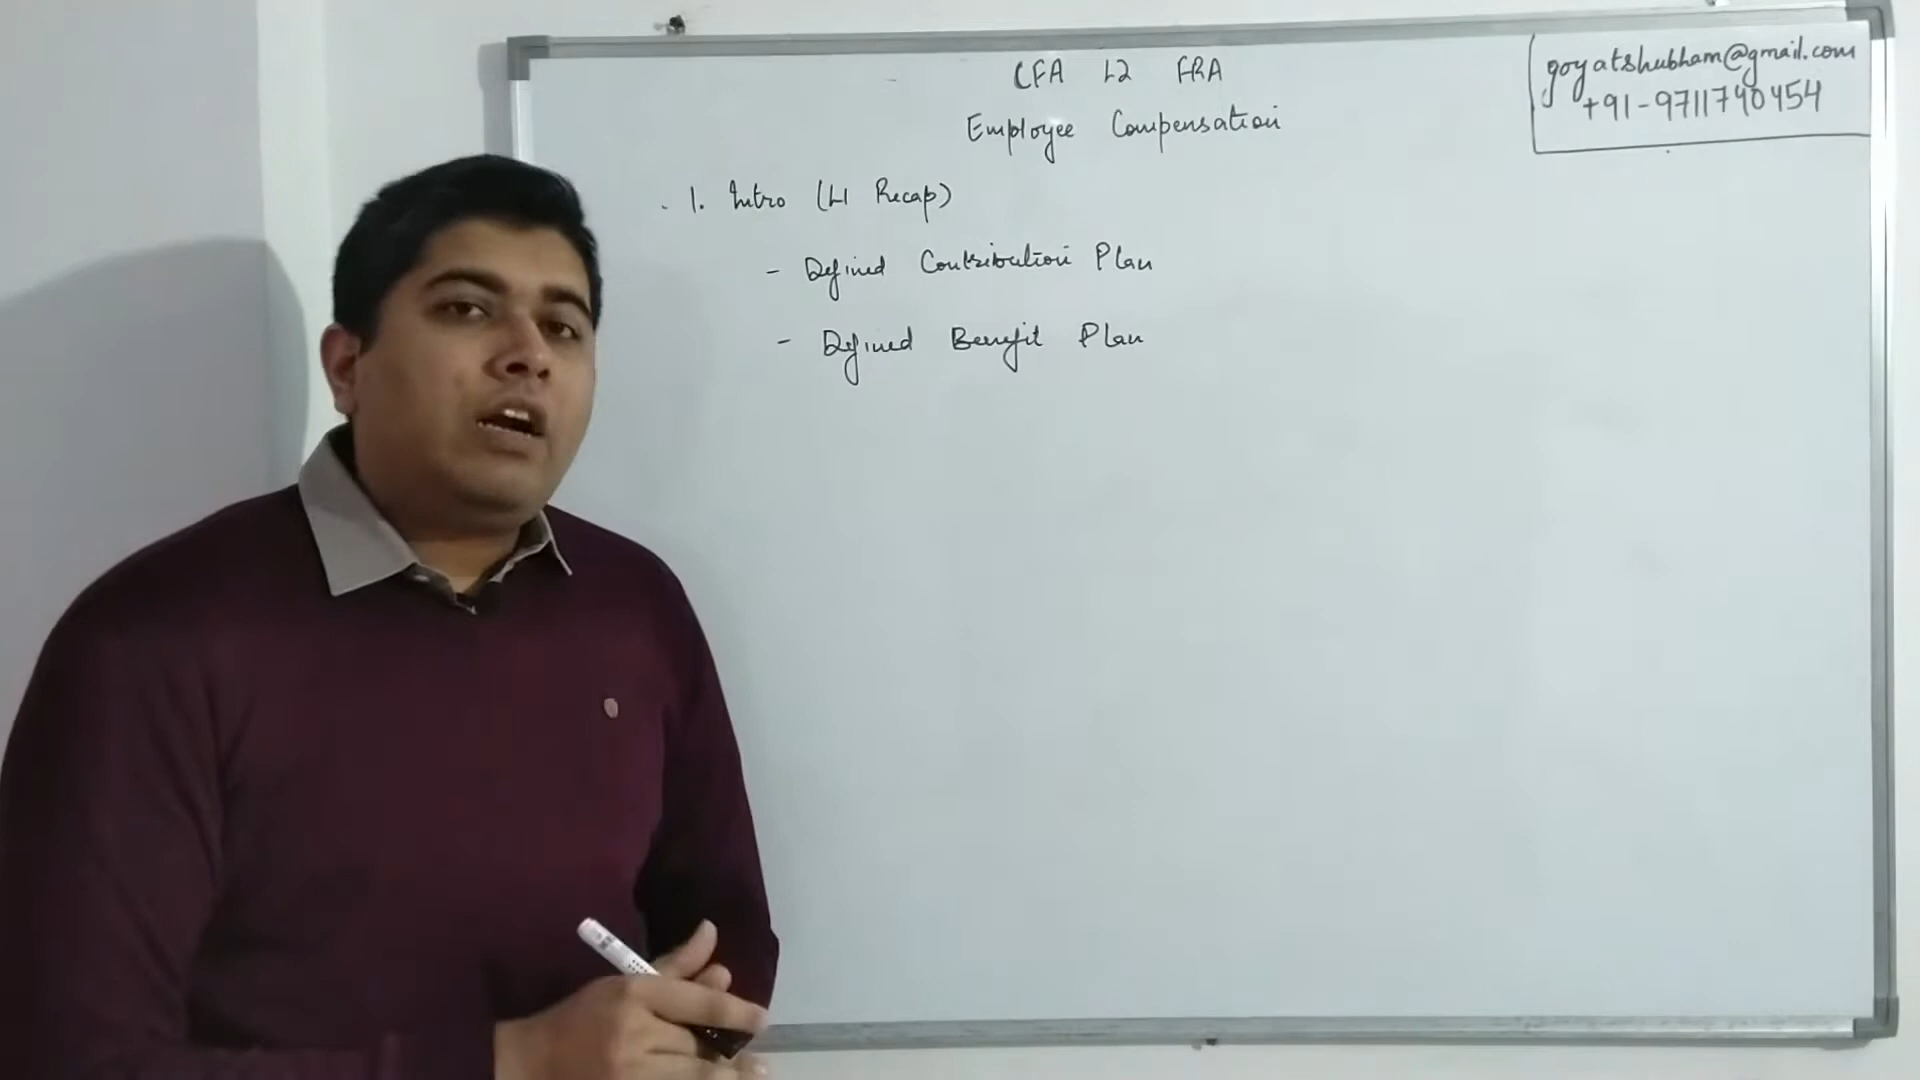 CFA L2 FRA
Employee Compensation
goyatshubham@gmail.com
+91-9711740454
1. Intro (L1 Recap)
- Defined Contribution Plan
- Defined Benefit Plan